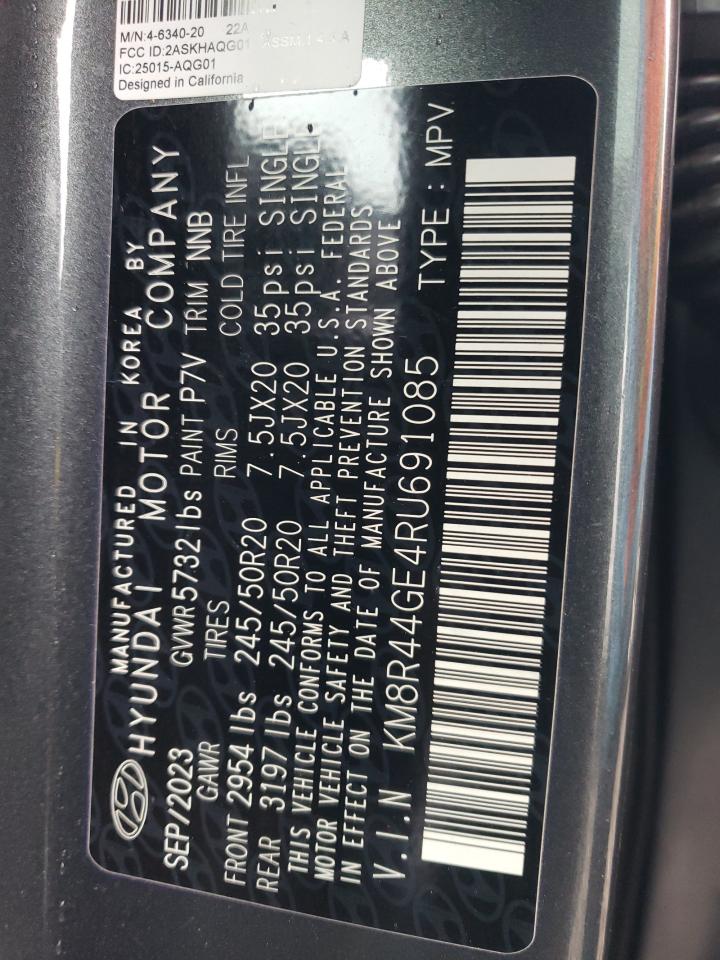 M/N:4-6340-20 22A
FCC ID:2ASKHAQG01
IC:25015-AQG01
Designed in California
MANUFACTURED IN KOREA BY
HYUNDAI MOTOR COMPANY
SEP/2023 GVWR 5732 lbs PAINT P7V TRIM NNB
GAWR TIRES RIMS COLD TIRE INFL
FRONT 2954 lbs 245/50R20 7.5JX20 35psi SINGLE
REAR 3197 lbs 245/50R20 7.5JX20 35psi SINGLE
THIS VEHICLE CONFORMS TO ALL APPLICABLE U.S.A. FEDERAL
MOTOR VEHICLE SAFETY AND THEFT PREVENTION STANDARDS
IN EFFECT ON THE DATE OF MANUFACTURE SHOWN ABOVE
V.I.N KM8R44GE4RU691085 TYPE : MPV